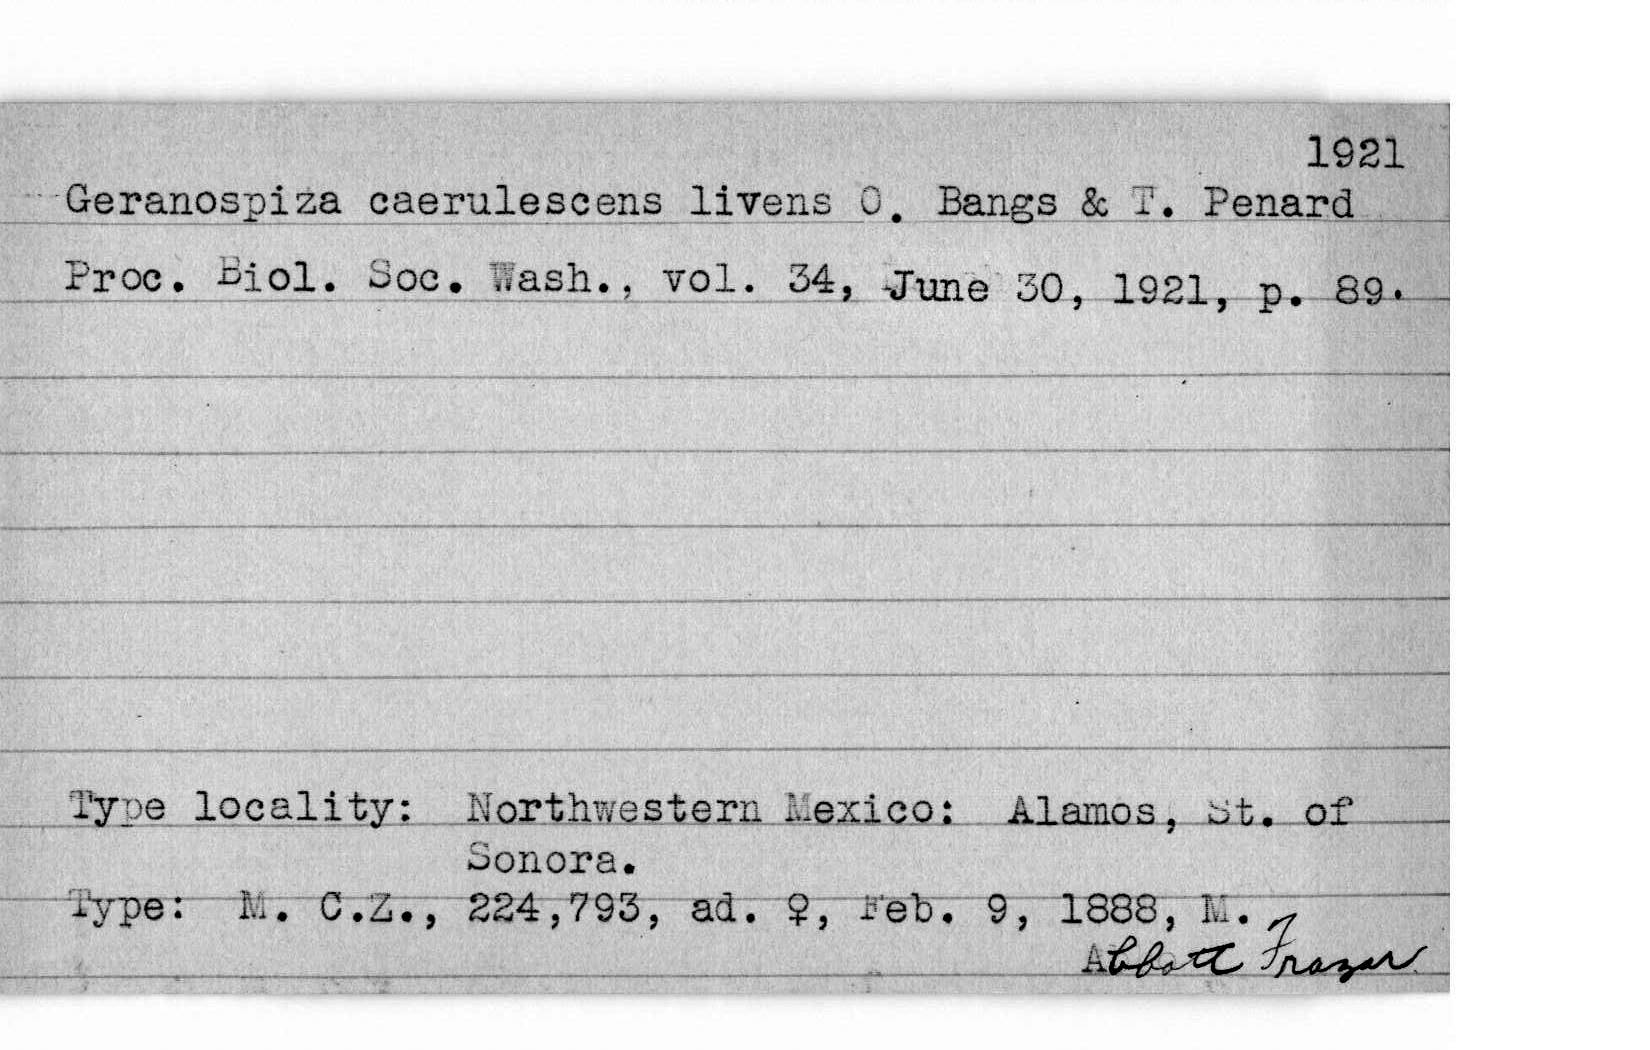 1921
Geranospiza caerulescens livens O. Bangs & T. Penard
Proc. Biol. Soc. Wash., vol. 34, June 30, 1921, p. 89.
Type locality: Northwestern Mexico: Alamos, St. of
Sonora.
Type: M. C.Z., 224,793, ad. ♀, Feb. 9, 1888, M.
Abbott Frazar